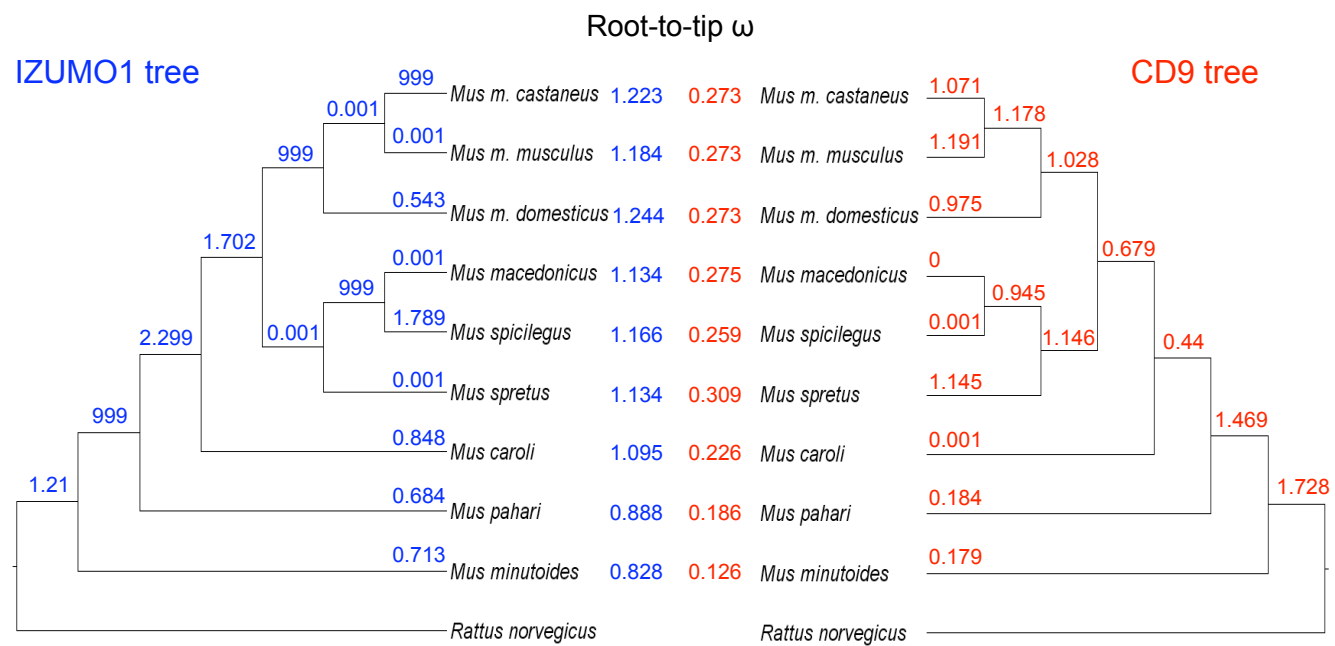 Root-to-tip ω
IZUMO1 tree
CD9 tree
999
Mus m. castaneus 1.223 0.273 Mus m. castaneus
1.071
0.001
1.178
0.001
Mus m. musculus 1.184 0.273 Mus m. musculus
1.191
999
1.028
0.543
Mus m. domesticus 1.244 0.273 Mus m. domesticus
0.975
1.702
0.679
0.001
Mus macedonicus 1.134 0.275 Mus macedonicus
0
999
0.945
1.789
Mus spicilegus 1.166 0.259 Mus spicilegus
0.001
2.299
0.001
1.146
0.44
0.001
Mus spretus 1.134 0.309 Mus spretus
1.145
999
1.469
0.848
Mus caroli 1.095 0.226 Mus caroli
0.001
1.21
1.728
0.684
Mus pahari 0.888 0.186 Mus pahari
0.184
0.713
Mus minutoides 0.828 0.126 Mus minutoides
0.179
Rattus norvegicus Rattus norvegicus